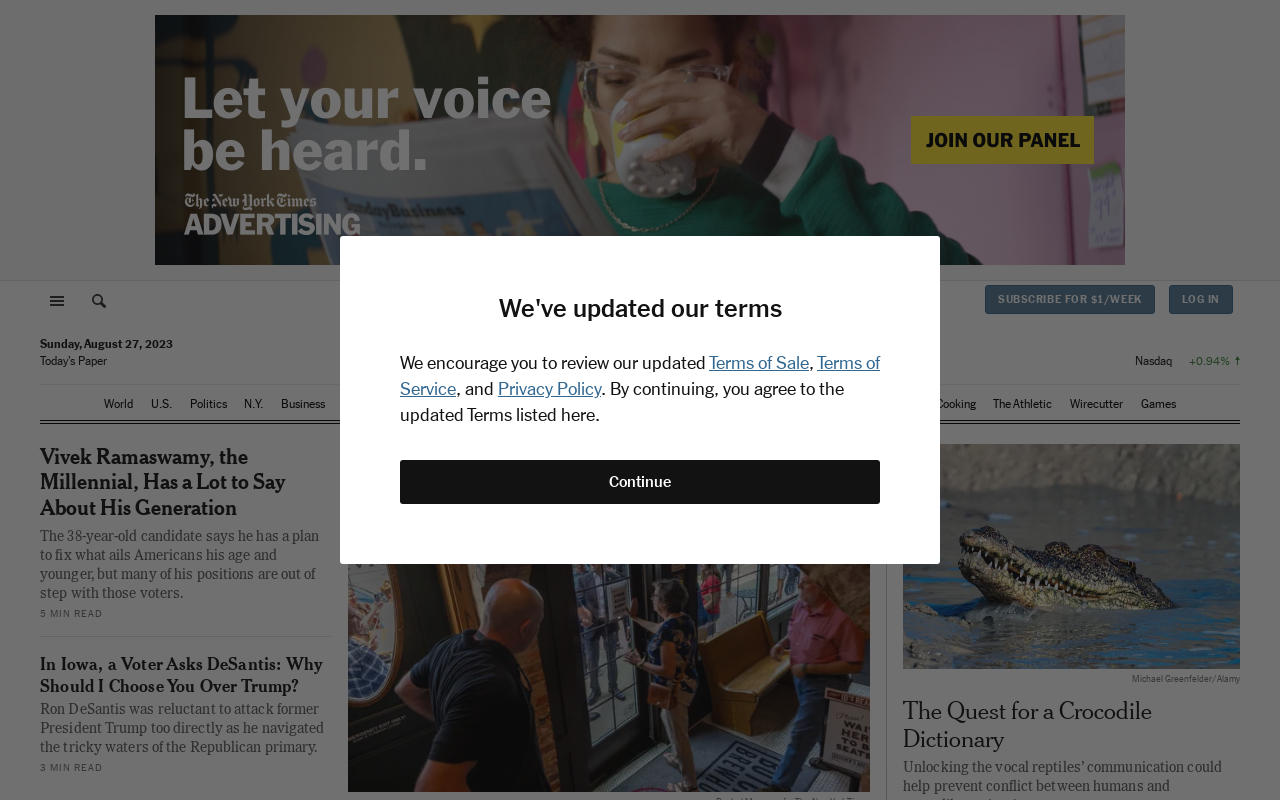 Let your voice
be heard.
The New York Times
ADVERTISING
SundayBusiness
JOIN OUR PANEL
SUBSCRIBE FOR $1/WEEK
LOG IN
Sunday, August 27, 2023
Today's Paper
Nasdaq +0.94%
World U.S. Politics N.Y. Business
Cooking The Athletic Wirecutter Games
We've updated our terms
We encourage you to review our updated Terms of Sale, Terms of
Service, and Privacy Policy. By continuing, you agree to the
updated Terms listed here.
Continue
Vivek Ramaswamy, the
Millennial, Has a Lot to Say
About His Generation
The 38-year-old candidate says he has a plan
to fix what ails Americans his age and
younger, but many of his positions are out of
step with those voters.
5 MIN READ
In Iowa, a Voter Asks DeSantis: Why
Should I Choose You Over Trump?
Ron DeSantis was reluctant to attack former
President Trump too directly as he navigated
the tricky waters of the Republican primary.
3 MIN READ
WAIT
HERE
TO BE
Michael Greenfelder/Alamy
The Quest for a Crocodile
Dictionary
Unlocking the vocal reptiles' communication could
help prevent conflict between humans and